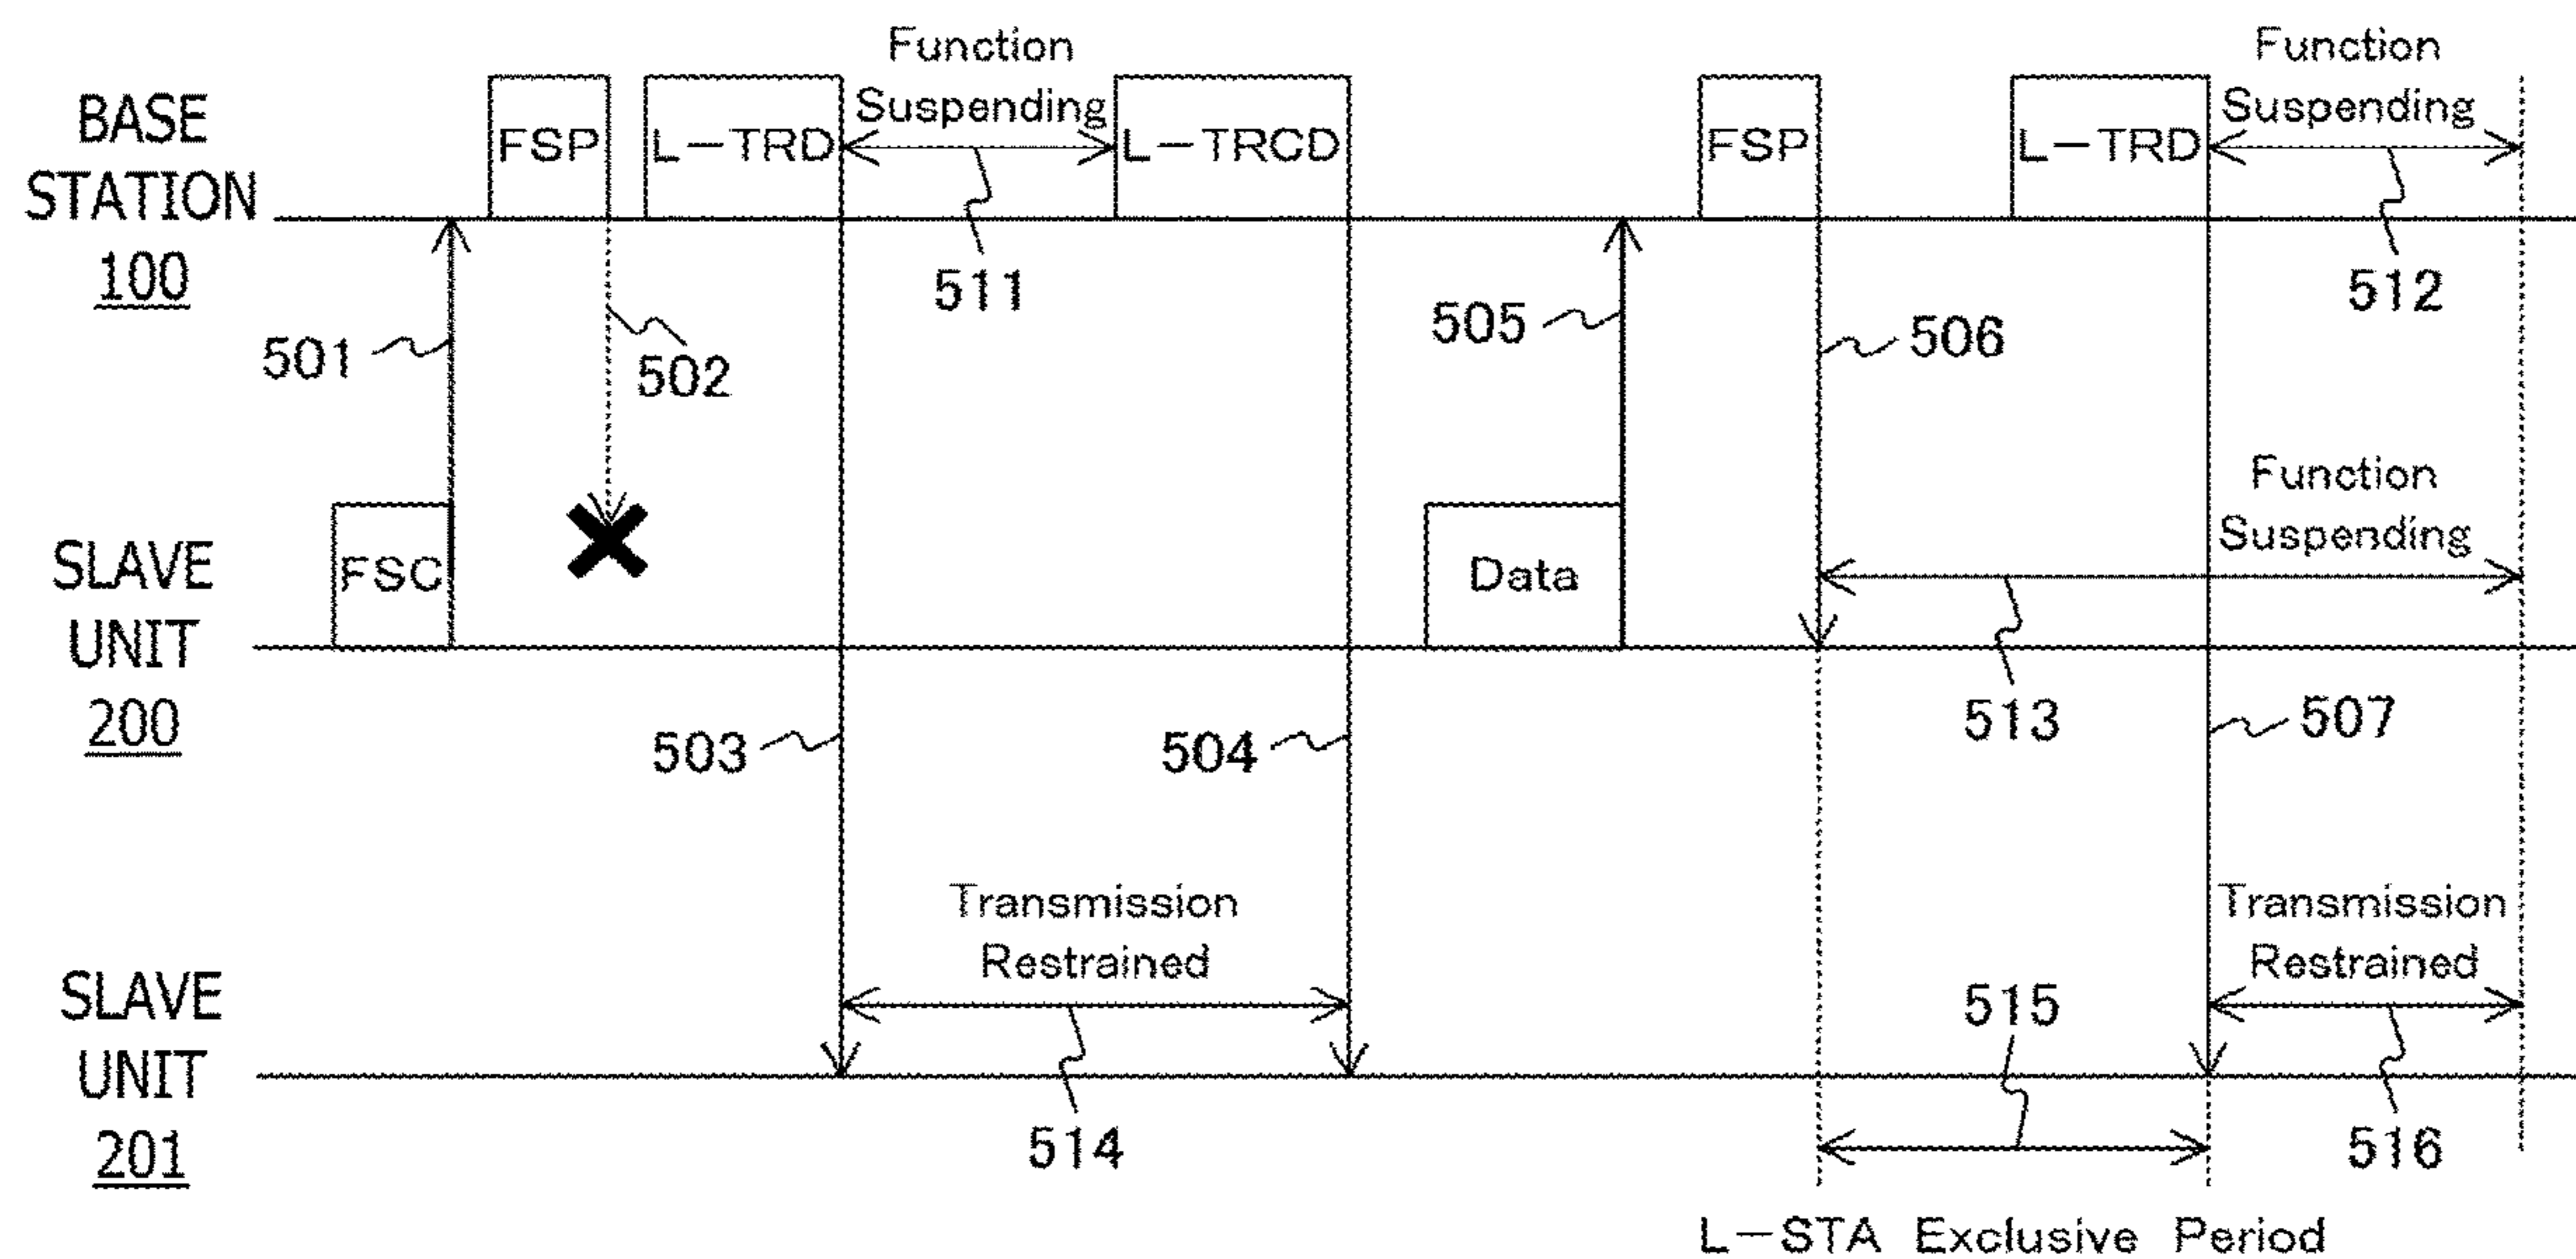 Function
Suspending
Function
Suspending
BASE
STATION
100
FSP
L-TRD
L-TRCD
FSP
L-TRD
511
512
501
502
505
506
Function
Suspending
SLAVE
UNIT
200
FSC
Data
513
503
504
507
Transmission
Restrained
Transmission
Restrained
SLAVE
UNIT
201
515
514
516
L-STA Exclusive Period